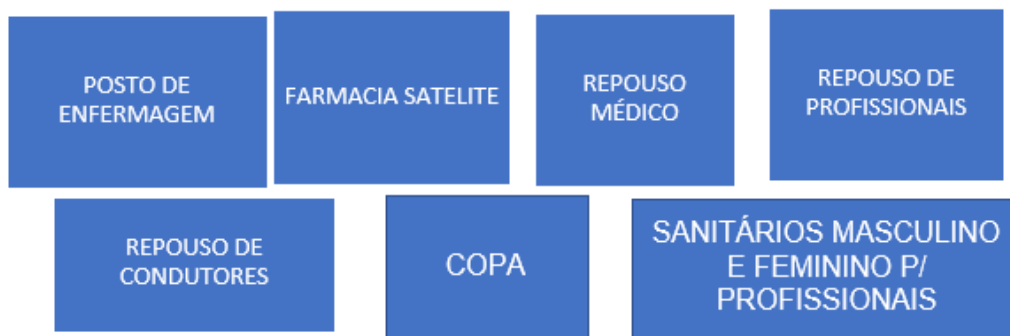 POSTO DE
ENFERMAGEM
FARMACIA SATELITE
REPOUSO
MÉDICO
REPOUSO DE
PROFISSIONAIS
REPOUSO DE
CONDUTORES
COPA
SANITÁRIOS MASCULINO
E FEMININO P/
PROFISSIONAIS